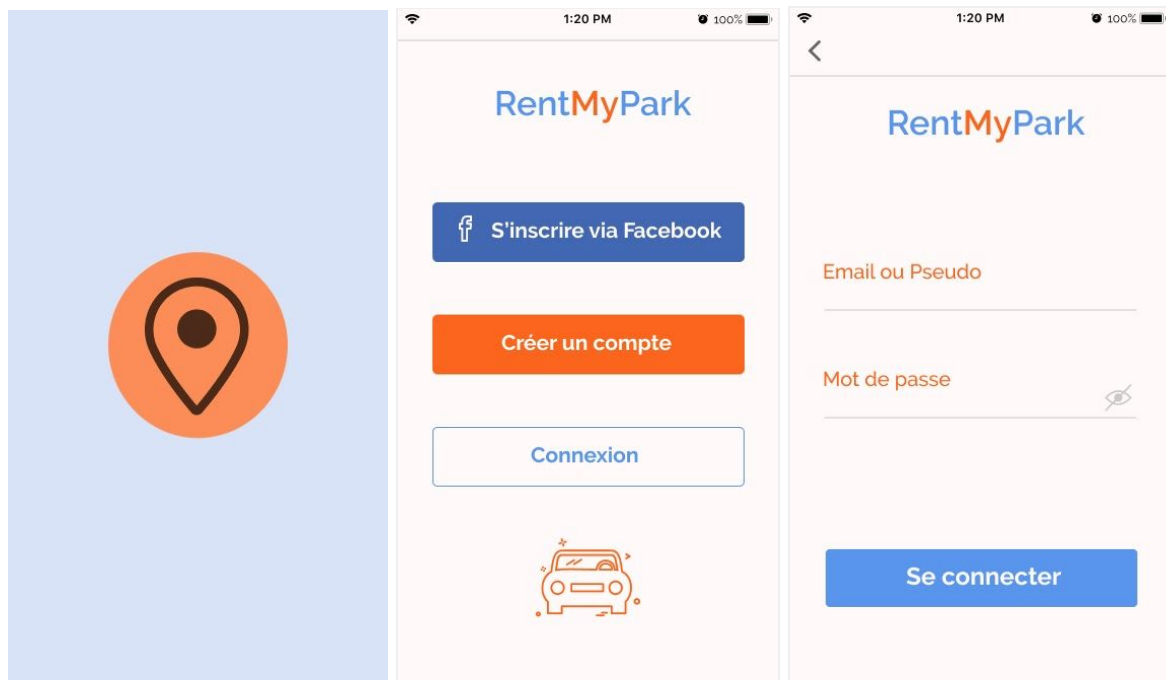 1:20 PM
100%
RentMyPark
S'inscrire via Facebook
Créer un compte
Connexion
1:20 PM
100%
RentMyPark
Email ou Pseudo
Mot de passe
Se connecter